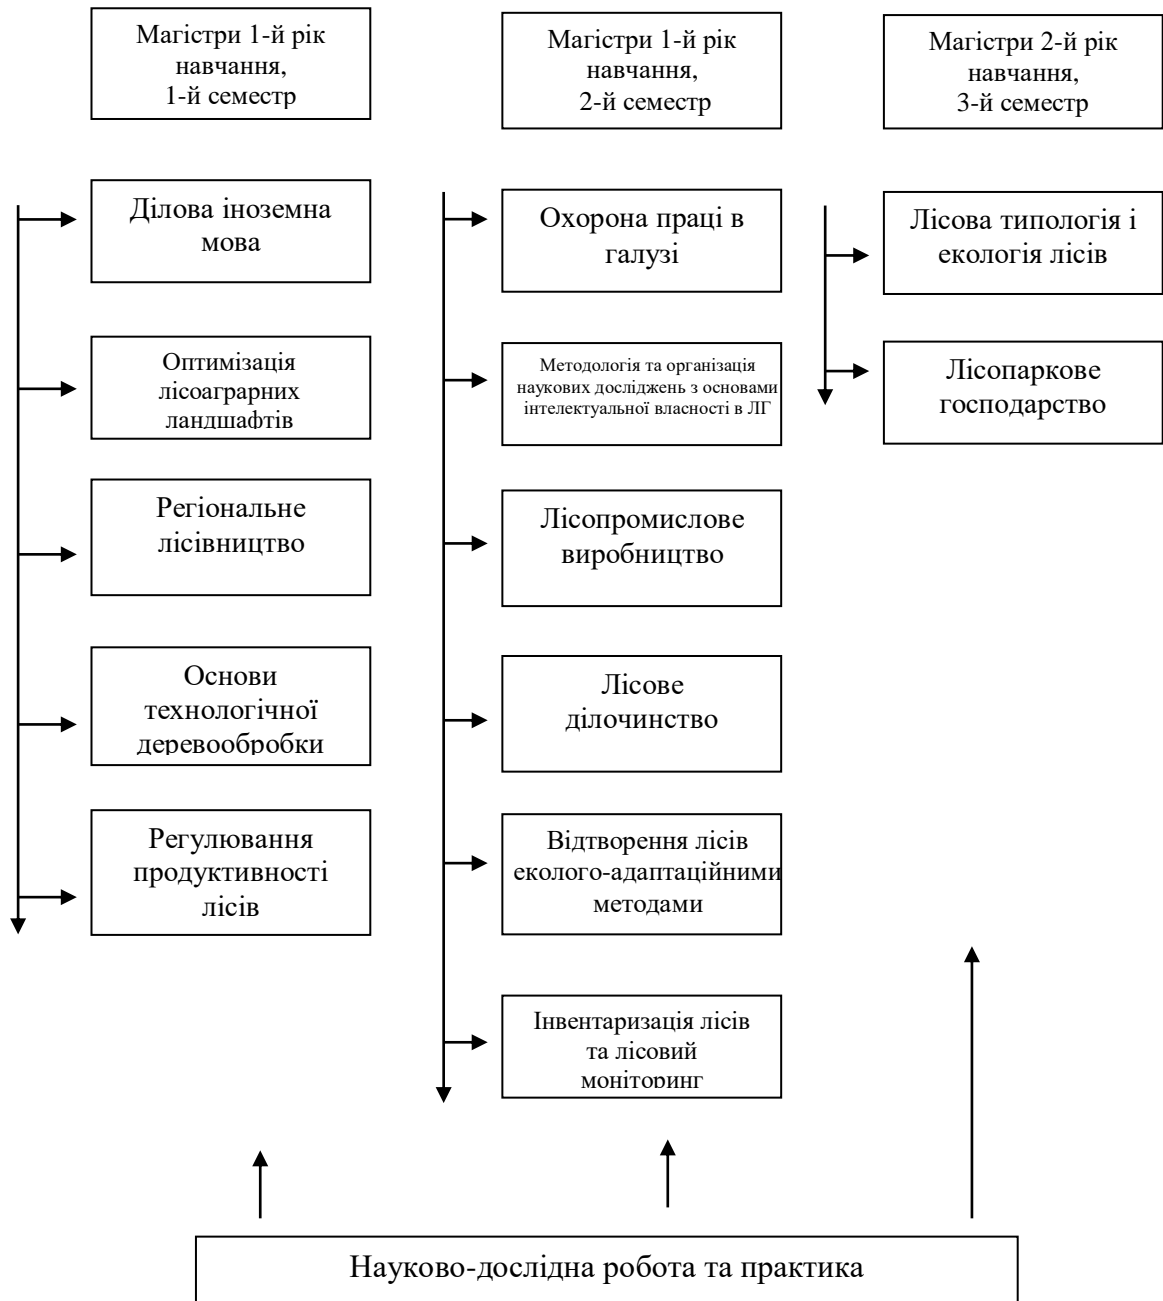 Магістри 1-й рік
навчання,
1-й семестр
Магістри 1-й рік
навчання,
2-й семестр
Магістри 2-й рік
навчання,
3-й семестр
Ділова іноземна
мова
Оптимізація
лісоаграрних
ландшафтів
Регіональне
лісівництво
Основи
технологічної
деревообробки
Регулювання
продуктивності
лісів
Охорона праці в
галузі
Методологія та організація
наукових досліджень з основами
інтелектуальної власності в ЛГ
Лісопромислове
виробництво
Лісове
ділочинство
Відтворення лісів
еколого-адаптаційними
методами
Інвентаризація лісів
та лісовий
моніторинг
Лісова типологія і
екологія лісів
Лісопаркове
господарство
Науково-дослідна робота та практика